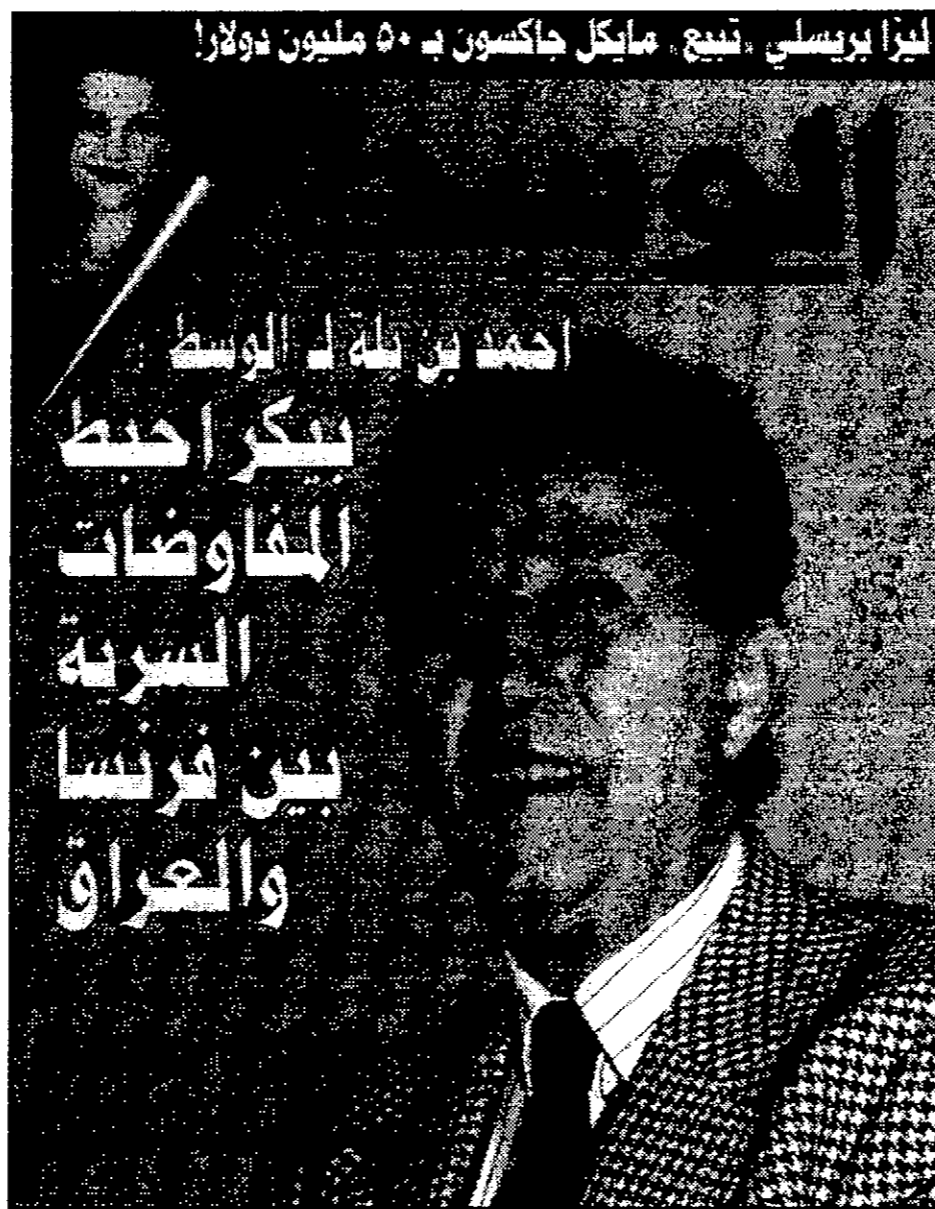 ليزا بريسلي «تبيع» مايكل جاكسون بـ ٥٠ مليون دولار!
الوسط
احمد بن بلة لـ الوسط :
بيكر احبط
المفاوضات
السرية
بين فرنسا
والعراق